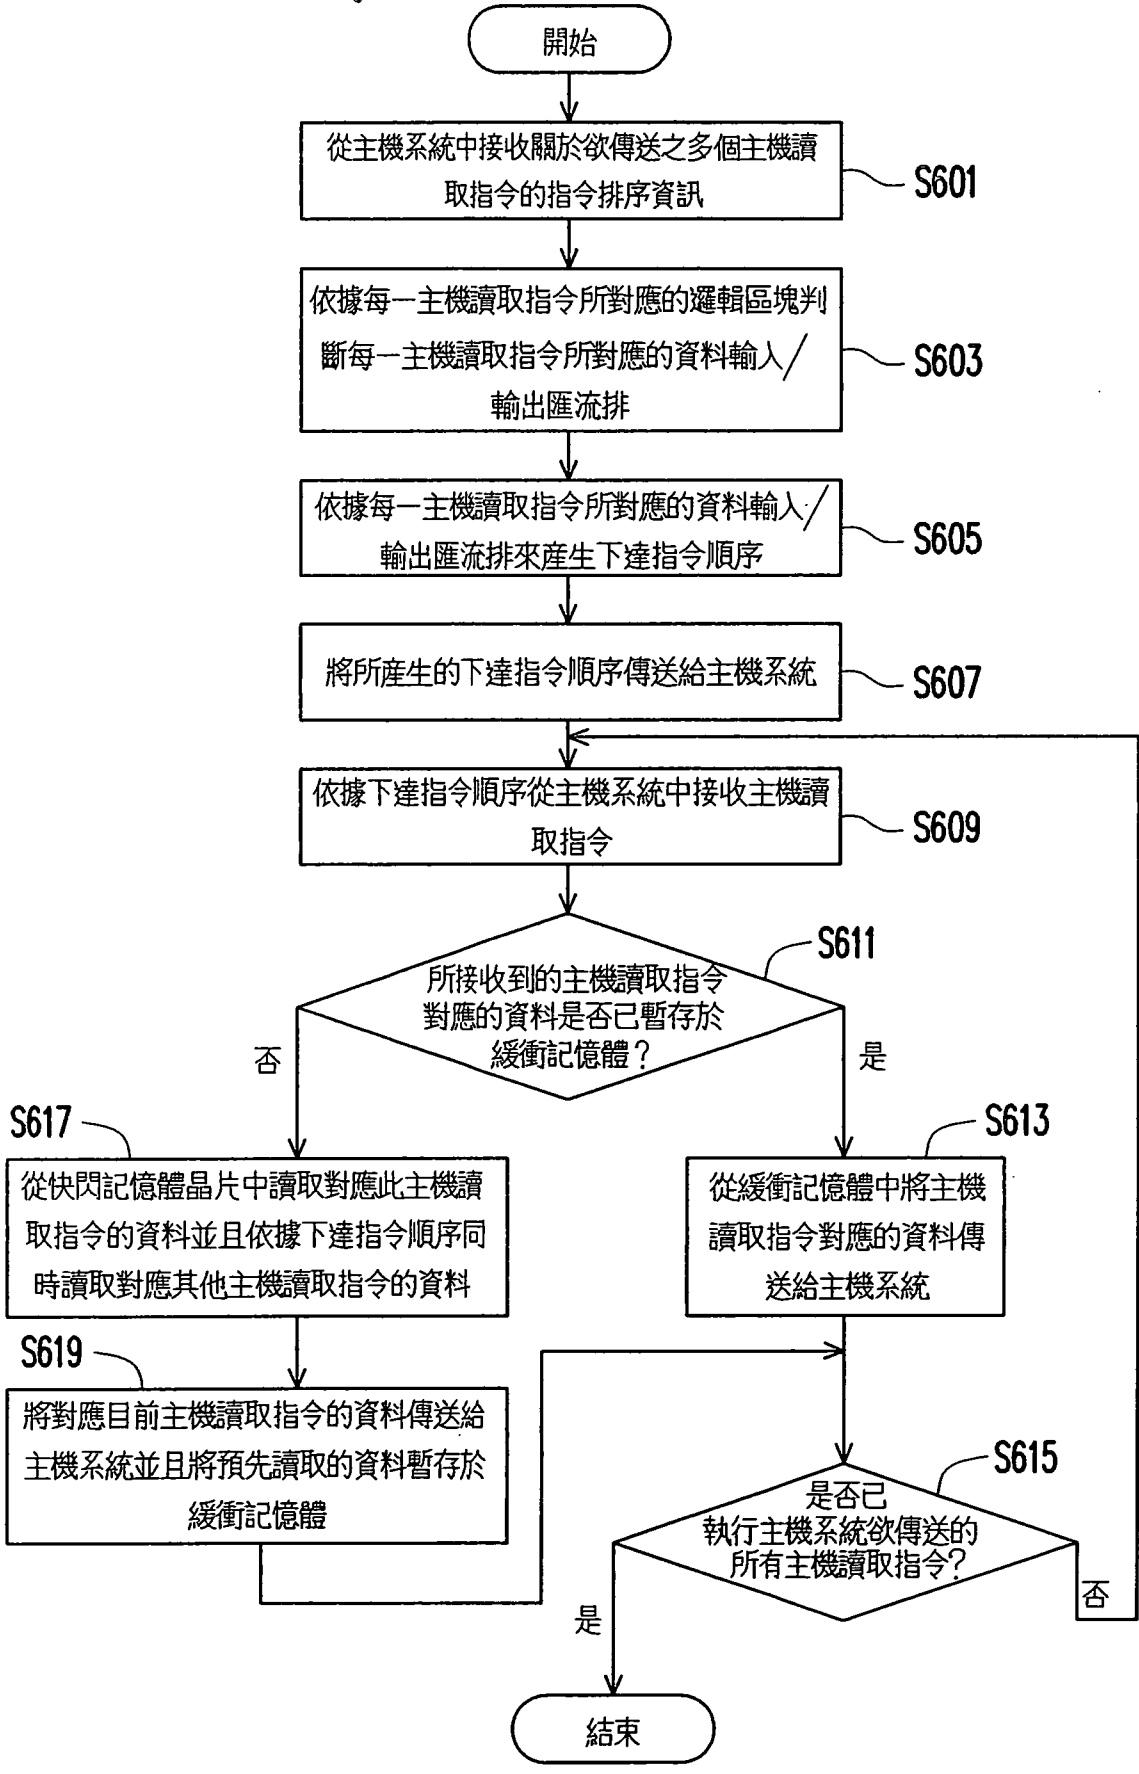 開始
從主機系統中接收關於欲傳送之多個主機讀
取指令的指令排序資訊
S601
依據每一主機讀取指令所對應的邏輯區塊判
斷每一主機讀取指令所對應的資料輸入/
輸出匯流排
S603
依據每一主機讀取指令所對應的資料輸入/
輸出匯流排來產生下達指令順序
S605
將所產生的下達指令順序傳送給主機系統
S607
依據下達指令順序從主機系統中接收主機讀
取指令
S609
所接收到的主機讀取指令
對應的資料是否已暫存於
緩衝記憶體？
S611
否
是
S617
從快閃記憶體晶片中讀取對應此主機讀
取指令的資料並且依據下達指令順序同
時讀取對應其他主機讀取指令的資料
S613
從緩衝記憶體中將主機
讀取指令對應的資料傳
送給主機系統
S619
將對應目前主機讀取指令的資料傳送給
主機系統並且將預先讀取的資料暫存於
緩衝記憶體
S615
是否已
執行主機系統欲傳送的
所有主機讀取指令?
是
否
結束